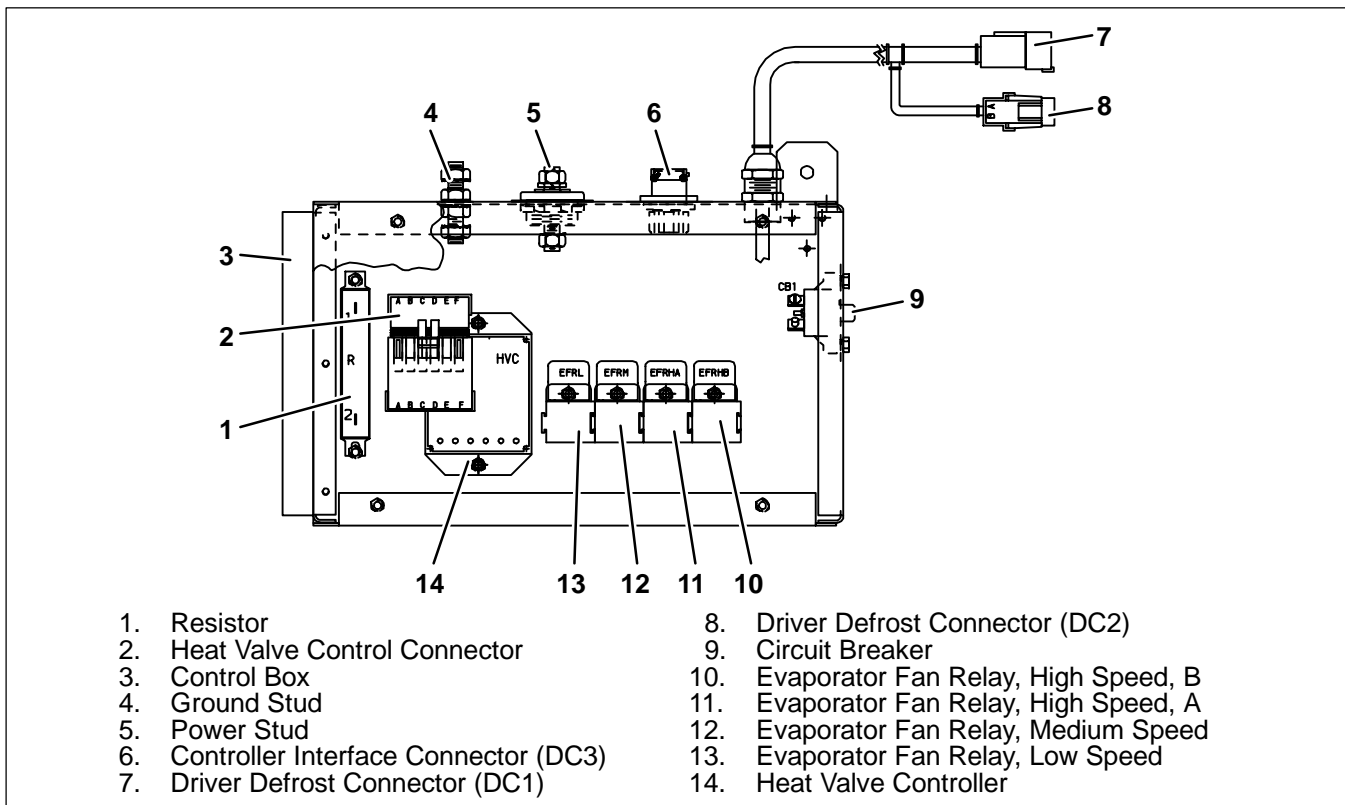 7
8
4
5
6
A
B
3
CB1
9
1
A B C D E F
2
R
HVC
EFRL EFRM EFRHA EFRHB
2
A B C D E F
1
14
13
12
11
10
1. Resistor
2. Heat Valve Control Connector
3. Control Box
4. Ground Stud
5. Power Stud
6. Controller Interface Connector (DC3)
7. Driver Defrost Connector (DC1)
8. Driver Defrost Connector (DC2)
9. Circuit Breaker
10. Evaporator Fan Relay, High Speed, B
11. Evaporator Fan Relay, High Speed, A
12. Evaporator Fan Relay, Medium Speed
13. Evaporator Fan Relay, Low Speed
14. Heat Valve Controller